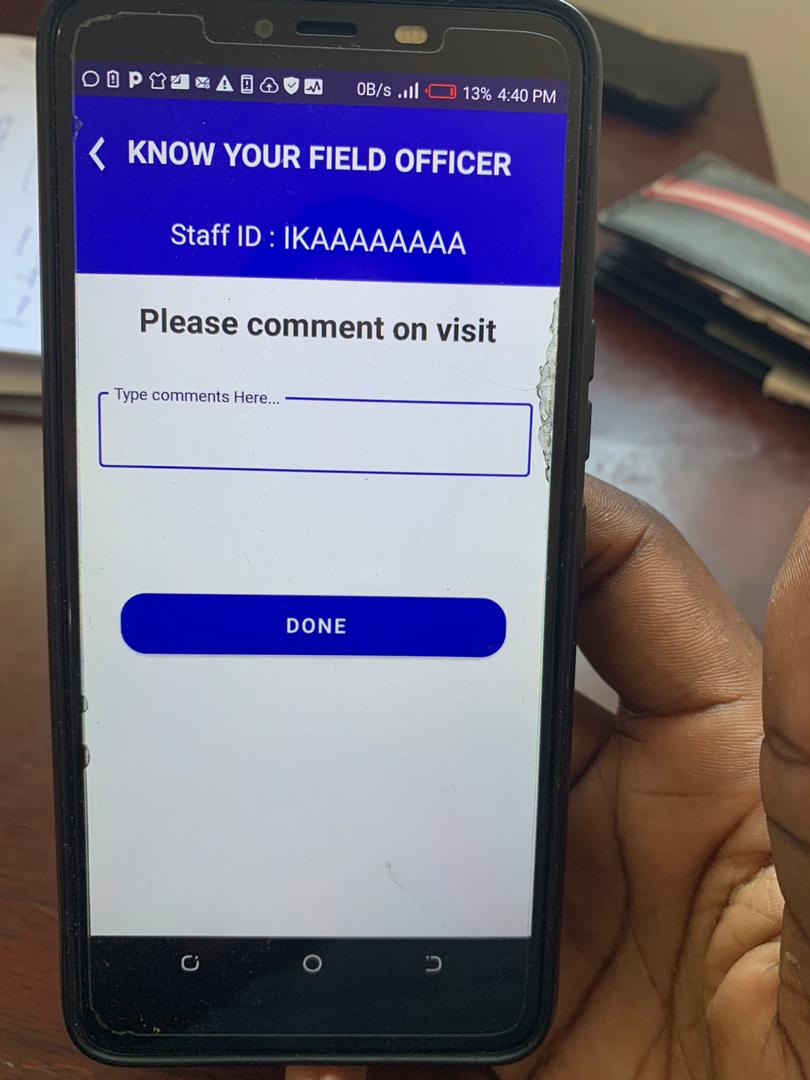 0B/s 13% 4:40 PM
KNOW YOUR FIELD OFFICER
Staff ID : IKAAAAAAAA
Please comment on visit
Type comments Here...
DONE